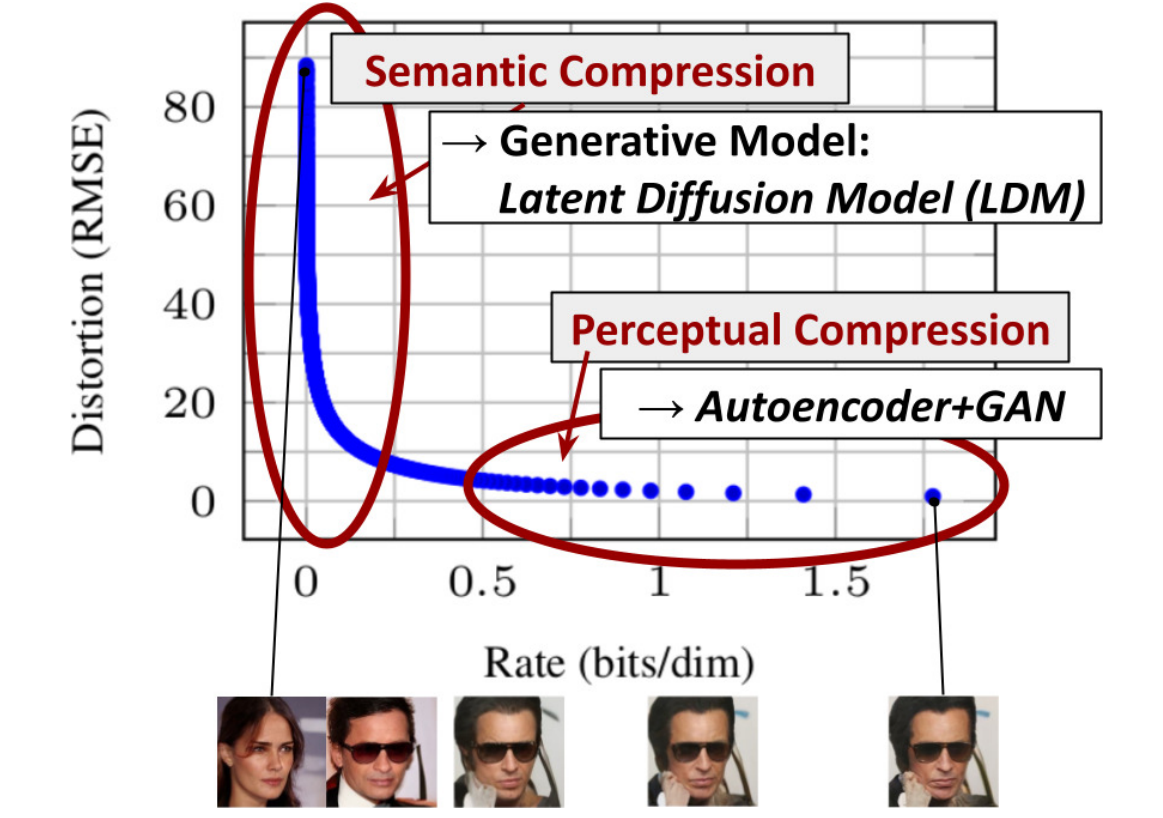 Semantic Compression
→ Generative Model:
Latent Diffusion Model (LDM)
Perceptual Compression
→ Autoencoder+GAN
Distortion (RMSE)
80
60
40
20
0
0 0.5 1 1.5
Rate (bits/dim)